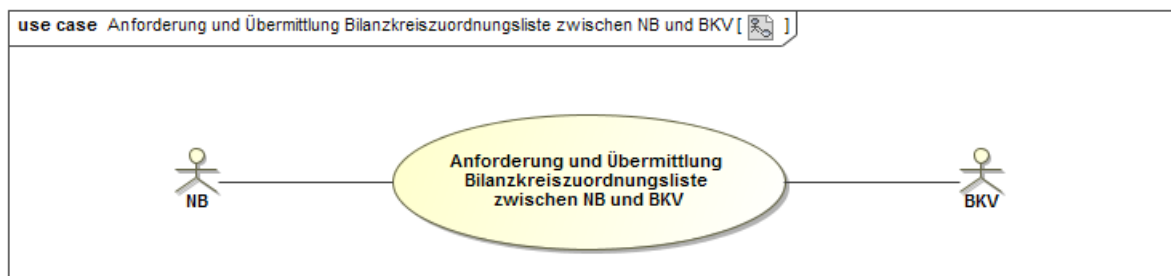 use case Anforderung und Übermittlung Bilanzkreiszuordnungsliste zwischen NB und BKV [ ]
Anforderung und Übermittlung
Bilanzkreiszuordnungsliste
zwischen NB und BKV
NB
BKV